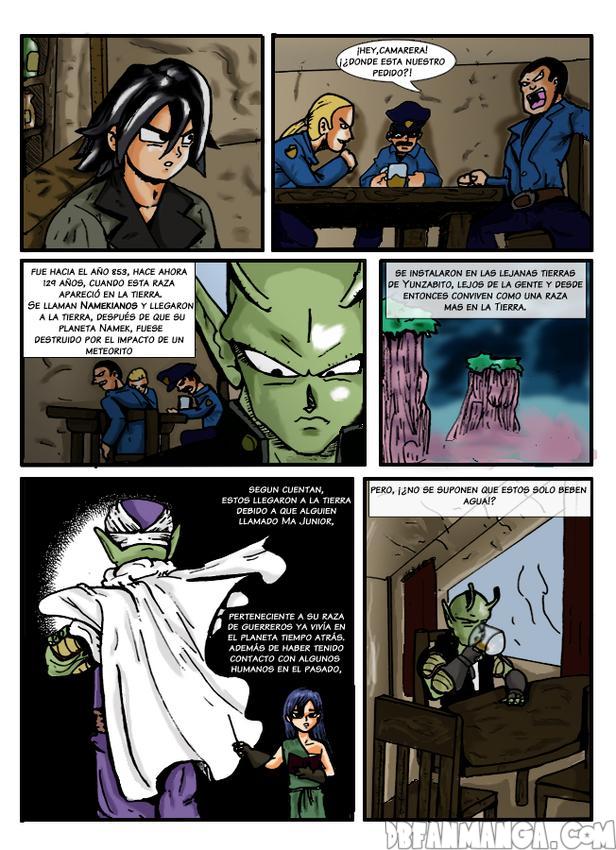 ¡HEY,CAMARERA!
¡¿DONDE ESTA NUESTRO
PEDIDO?!
FUE HACIA EL AÑO 853, HACE AHORA
129 AÑOS, CUANDO ESTA RAZA
APARECIÓ EN LA TIERRA.
SE LLAMAN NAMEKIANOS Y LLEGARON
A LA TIERRA, DESPUÉS DE QUE SU
PLANETA NAMEK, FUESE
DESTRUIDO POR EL IMPACTO DE UN
METEORITO
SE INSTALARON EN LAS LEJANAS TIERRAS
DE YUNZABITO, LEJOS DE LA GENTE Y DESDE
ENTONCES CONVIVEN COMO UNA RAZA
MAS EN LA TIERRA.
SEGUN CUENTAN,
ESTOS LLEGARON A LA TIERRA
DEBIDO A QUE ALGUIEN
LLAMADO MA JUNIOR,
PERTENECIENTE A SU RAZA
DE GUERREROS YA VIVÍA EN
EL PLANETA TIEMPO ATRÁS.
ADEMÁS DE HABER TENIDO
CONTACTO CON ALGUNOS
HUMANOS EN EL PASADO,
PERO, ¡¿NO SE SUPONEN QUE ESTOS SOLO BEBEN
AGUA!?
DBFANMANGA.COM